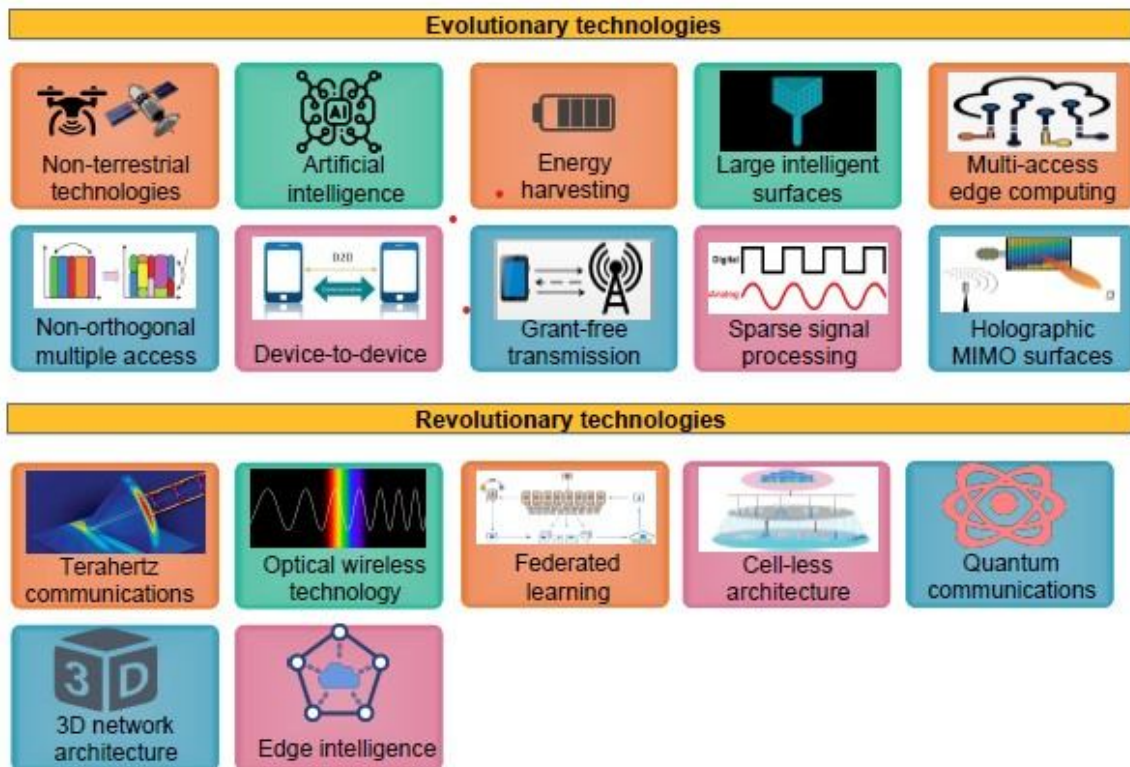 Evolutionary technologies
AI
Non-terrestrial
technologies
Artificial
intelligence
Energy
harvesting
Large intelligent
surfaces
Multi-access
edge computing
Non-orthogonal
multiple access
D2D
Device-to-device
Grant-free
transmission
Digital
Analog
Sparse signal
processing
Holographic
MIMO surfaces
Revolutionary technologies
Terahertz
communications
Optical wireless
technology
Federated
learning
Cell-less
architecture
Quantum
communications
3D
3D network
architecture
Edge intelligence